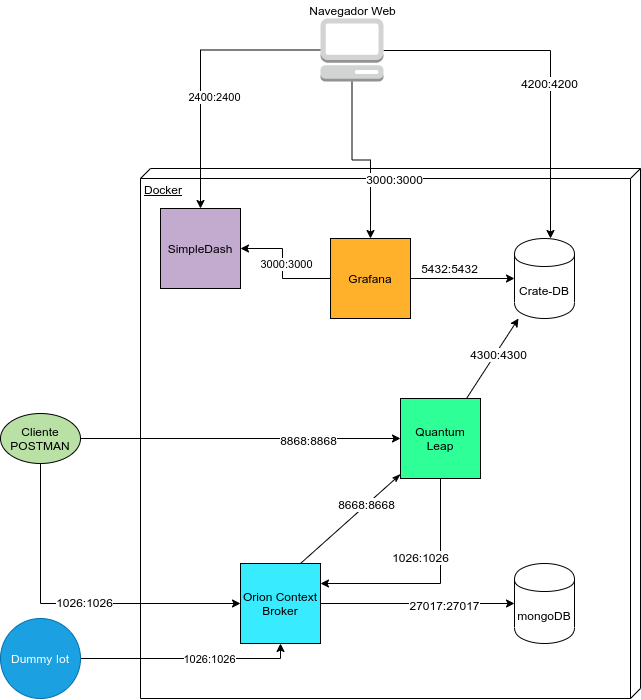 Navegador Web
2400:2400
4200:4200
3000:3000
Docker
SimpleDash
3000:3000
Grafana
5432:5432
Crate-DB
4300:4300
Cliente
POSTMAN
8868:8868
Quantum
Leap
8668:8668
1026:1026
1026:1026
Orion Context
Broker
27017:27017
mongoDB
Dummy Iot
1026:1026